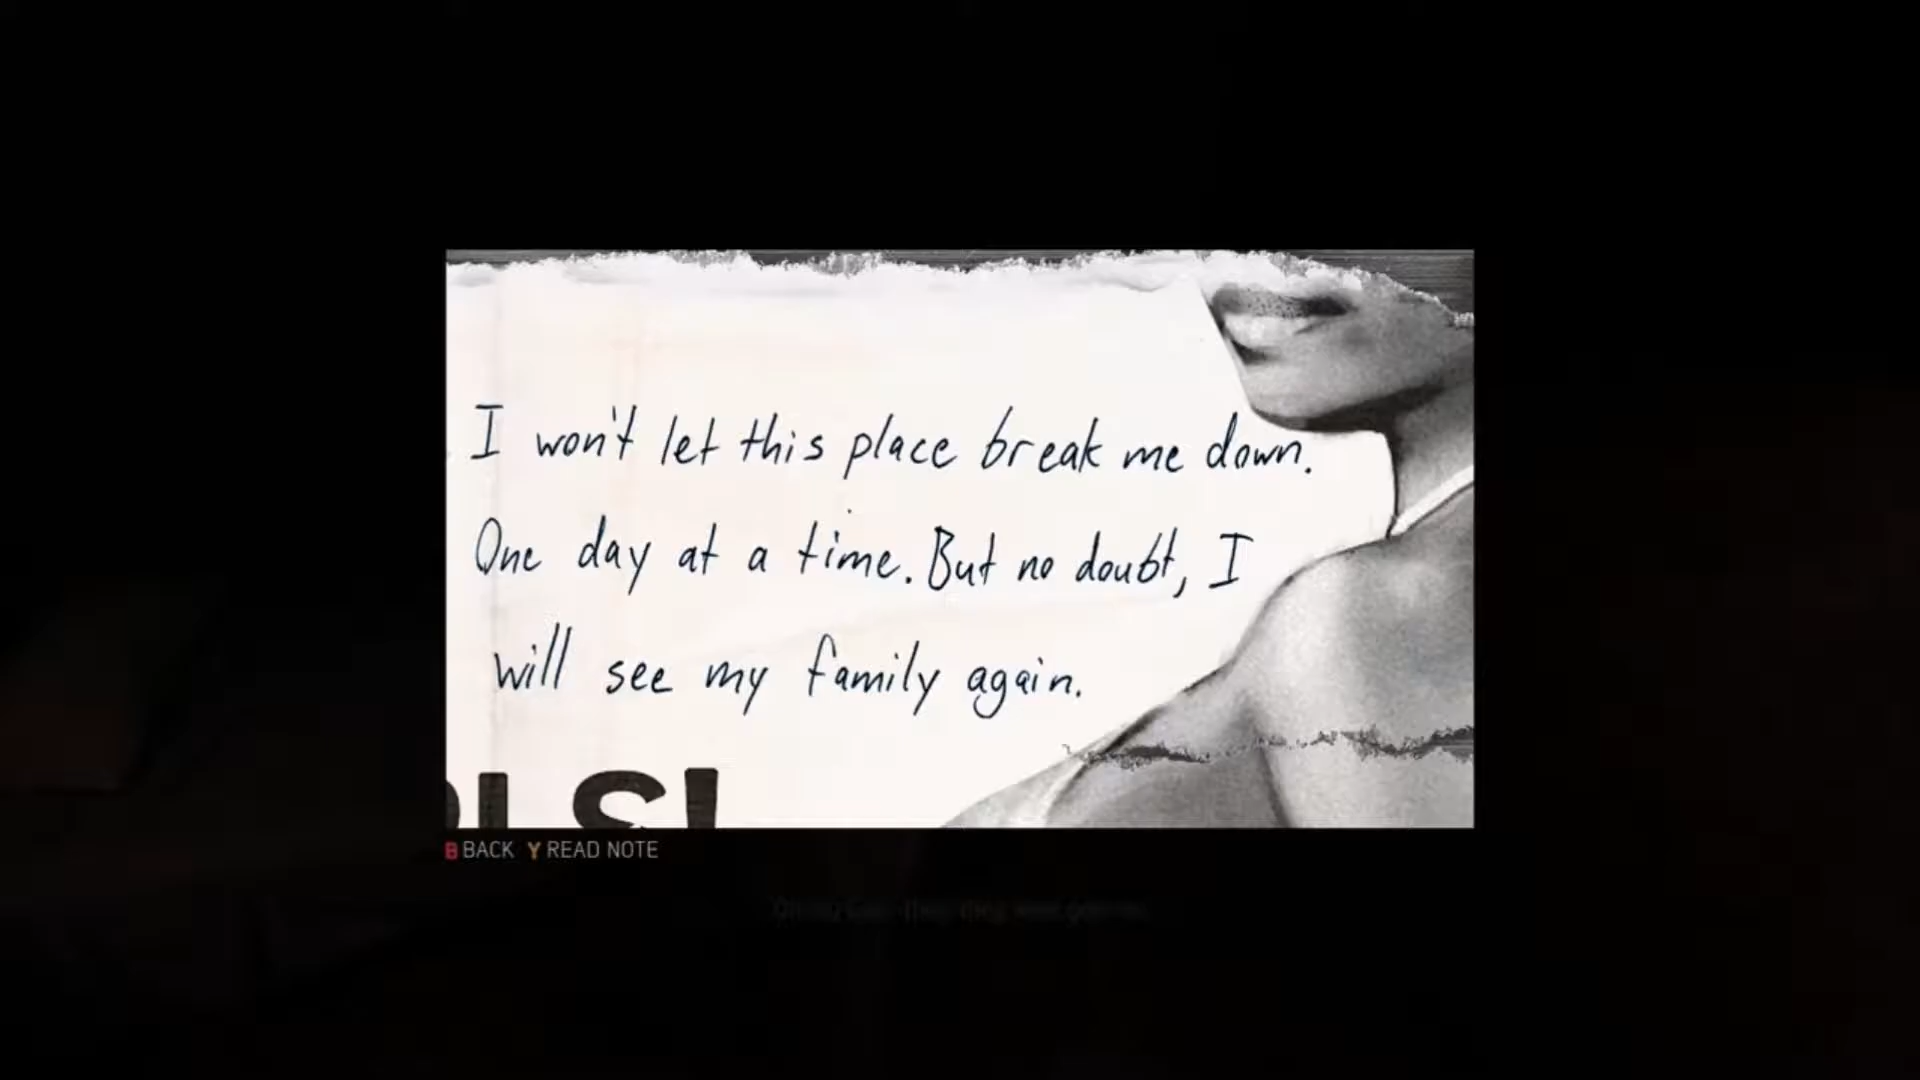 I won't let this place break me down.
One day at a time. But no doubt, I
will see my family again.
LS!
B BACK Y READ NOTE